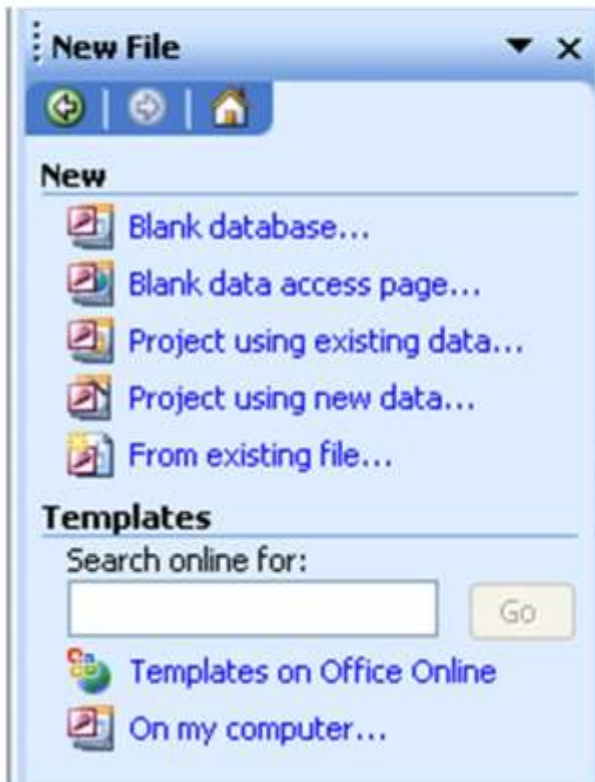 New File
New
Blank database...
Blank data access page...
Project using existing data...
Project using new data...
From existing file...
Templates
Search online for:
Go
Templates on Office Online
On my computer...